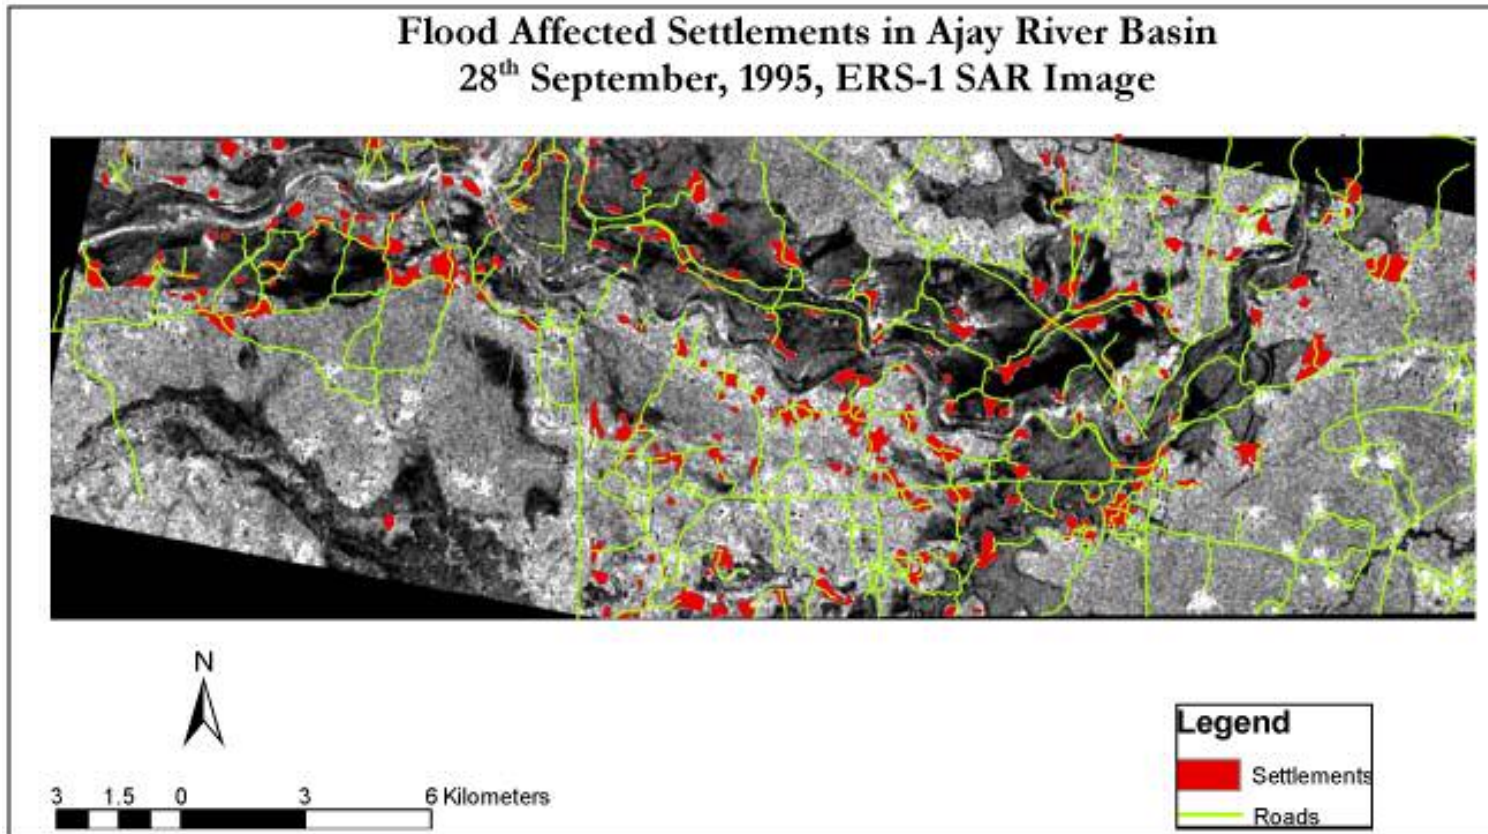 Flood Affected Settlements in Ajay River Basin
28th September, 1995, ERS-1 SAR Image
N
3 1.5 0 3 6 Kilometers
Legend
Settlements
Roads